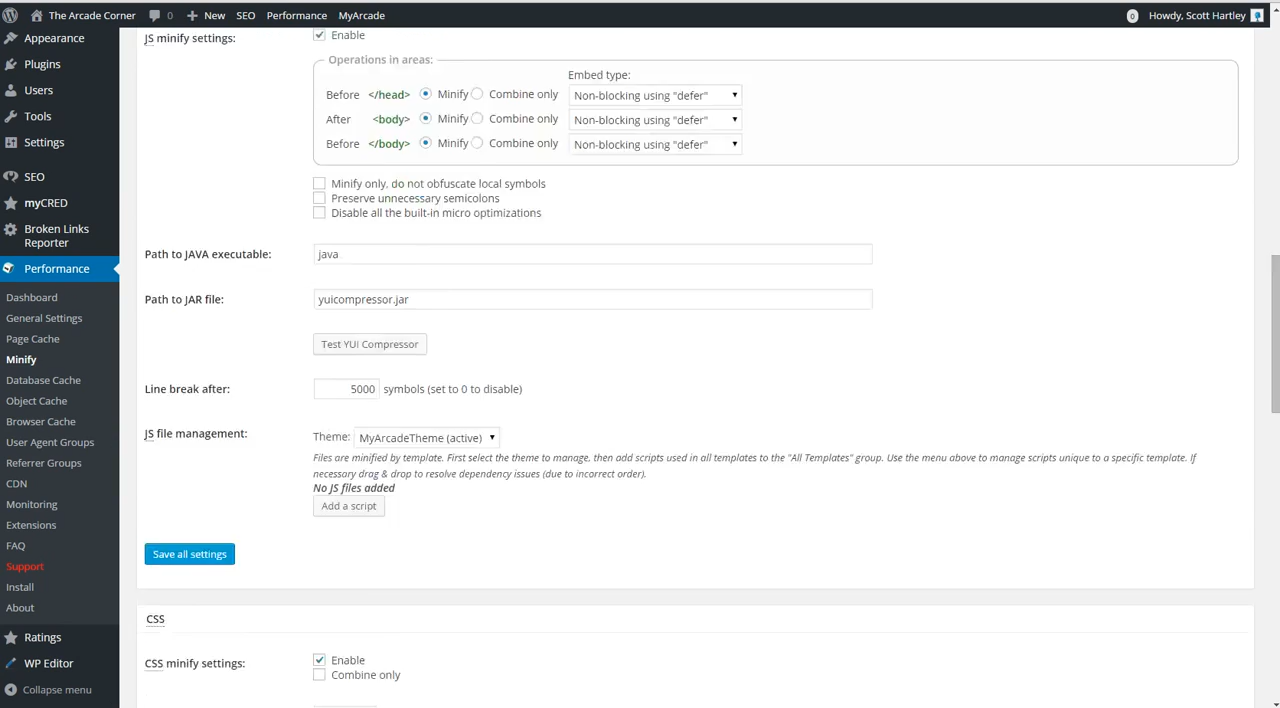 The Arcade Corner 0 New SEO Performance MyArcade 0 Howdy, Scott Hartley
Appearance
Plugins
Users
Tools
Settings
SEO
myCRED
Broken Links
Reporter
Performance
Dashboard
General Settings
Page Cache
Minify
Database Cache
Object Cache
Browser Cache
User Agent Groups
Referrer Groups
CDN
Monitoring
Extensions
FAQ
Support
Install
About
Ratings
WP Editor
Collapse menu
JS minify settings: Enable
Operations in areas:
Embed type:
Before </head> Minify Combine only Non-blocking using "defer"
After <body> Minify Combine only Non-blocking using "defer"
Before </body> Minify Combine only Non-blocking using "defer"
Minify only, do not obfuscate local symbols
Preserve unnecessary semicolons
Disable all the built-in micro optimizations
Path to JAVA executable: java
Path to JAR file: yuicompressor.jar
Test YUI Compressor
Line break after: 5000 symbols (set to 0 to disable)
JS file management: Theme: MyArcadeTheme (active)
Files are minified by template. First select the theme to manage, then add scripts used in all templates to the "All Templates" group. Use the menu above to manage scripts unique to a specific template. If
necessary drag & drop to resolve dependency issues (due to incorrect order).
No JS files added
Add a script
Save all settings
CSS
CSS minify settings: Enable
Combine only